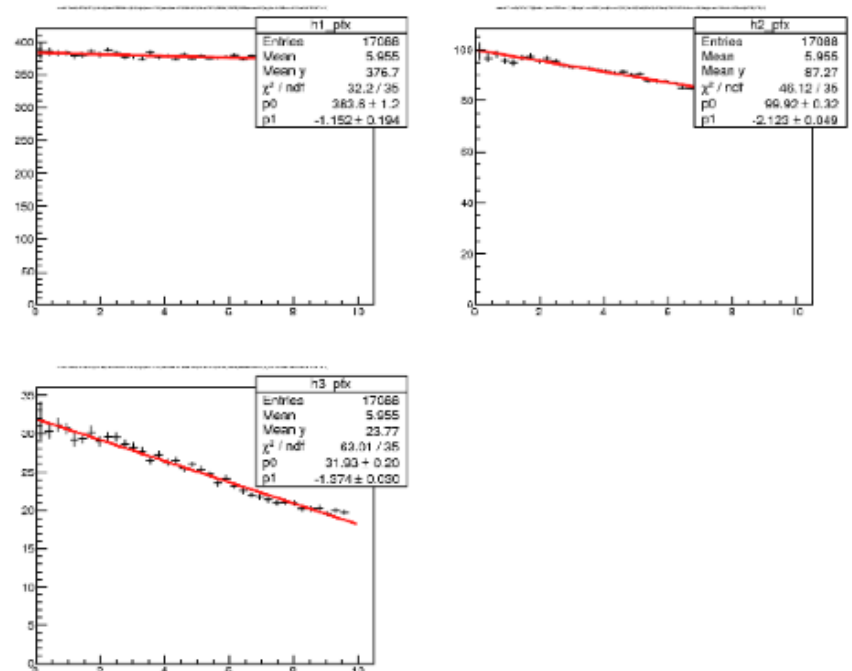 h1_pfx
Entries 17088
Mean 5.955
Mean y 376.7
χ² / ndf 32.2 / 35
p0 383.6 ± 1.2
p1 -1.152 ± 0.194
400
350
300
250
200
150
100
50
0
0 2 4 6 8 10
h2_pfx
Entries 17088
Mean 5.955
Mean y 87.27
χ² / ndf 46.12 / 35
p0 99.92 ± 0.32
p1 -2.123 ± 0.049
100
80
60
40
20
0
0 2 4 6 8 10
h3_pfx
Entries 17088
Mean 5.955
Mean y 23.77
χ² / ndf 63.01 / 35
p0 31.93 ± 0.20
p1 -1.374 ± 0.030
35
30
25
20
15
10
5
0
0 2 4 6 8 10